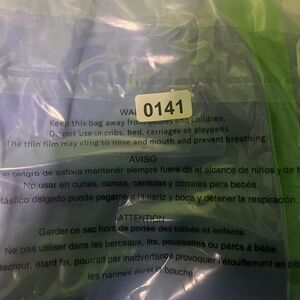 0141
Keep this bag away from babies and children.
Do not use in cribs, bed, carriages or playpens.
The thin film may cling to nose and mouth and prevent breathing.
AVISO
el peligro de asfixia mantener siempre fuera de el alcance de niños y de b
No usar en cunas, camas, carriolas y corrales para bebés.
plástico delgado puede pegarse a la nariz y boca y detener la respiración.
ATTENTION
Garder ce sac hors de portée des bébés et enfants.
Ne pas utiliser dans les berceaux, lits, poussettes ou parcs à bébé
tecteur, étant fin, pourrait par inadvertance provoquer l'étouffement en bl
les narines ou/et la bouche.